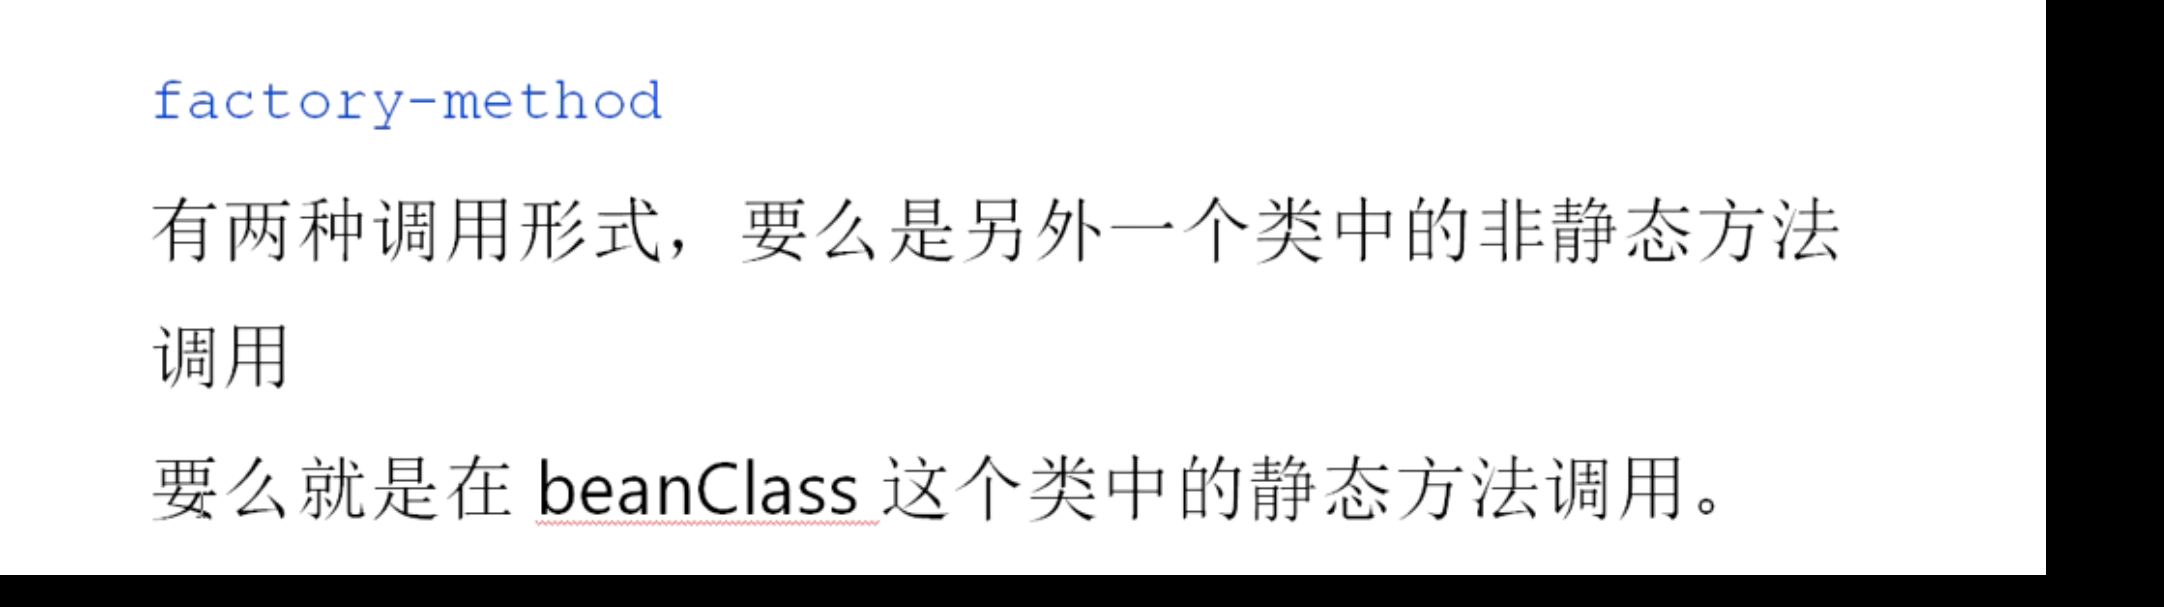 factory-method
有两种调用形式，要么是另外一个类中的非静态方法
调用
要么就是在 beanClass 这个类中的静态方法调用。